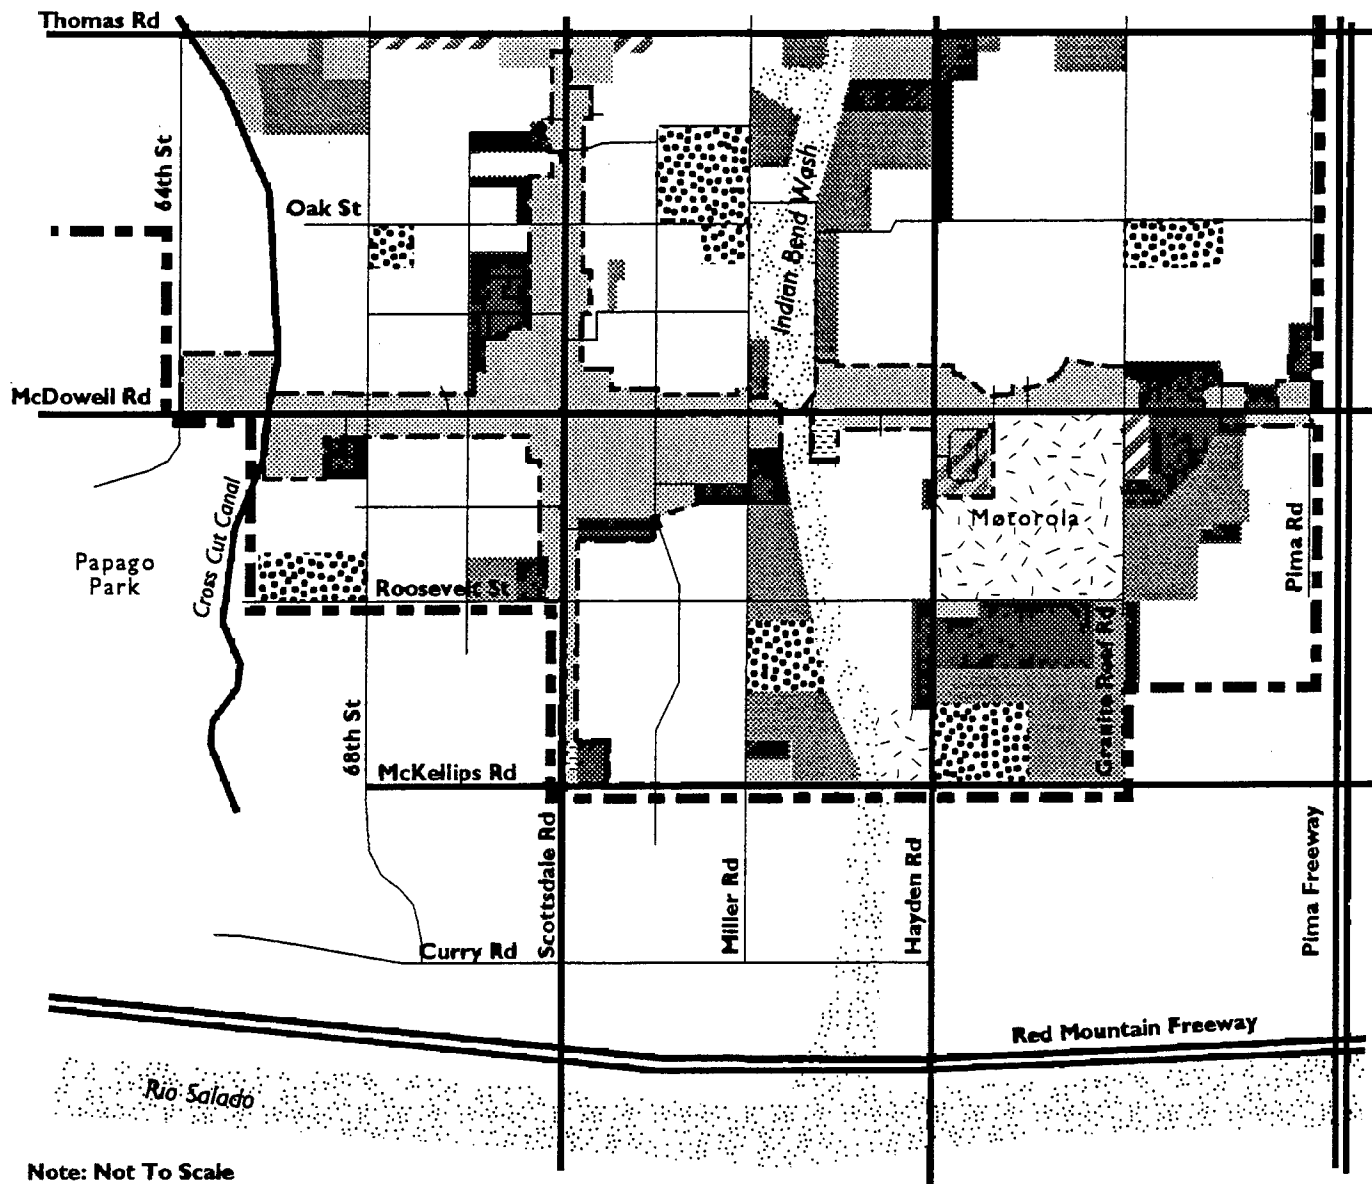 Thomas Rd
64th St
Oak St
Indian Bend Wash
McDowell Rd
Cross Cut Canal
Papago
Park
Motorola
Pima Rd
Roosevelt St
Granite Reef Rd
68th St
McKellips Rd
Scottsdale Rd
Miller Rd
Hayden Rd
Pima Freeway
Curry Rd
Red Mountain Freeway
Rio Salado
Note: Not To Scale